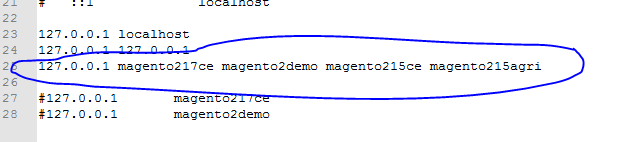 21 # ::1 localhost
22
23 127.0.0.1 localhost
24 127.0.0.1 127.0.0.1
25 127.0.0.1 magento217ce magento2demo magento215ce magento215agri
26
27 #127.0.0.1 magento217ce
28 #127.0.0.1 magento2demo